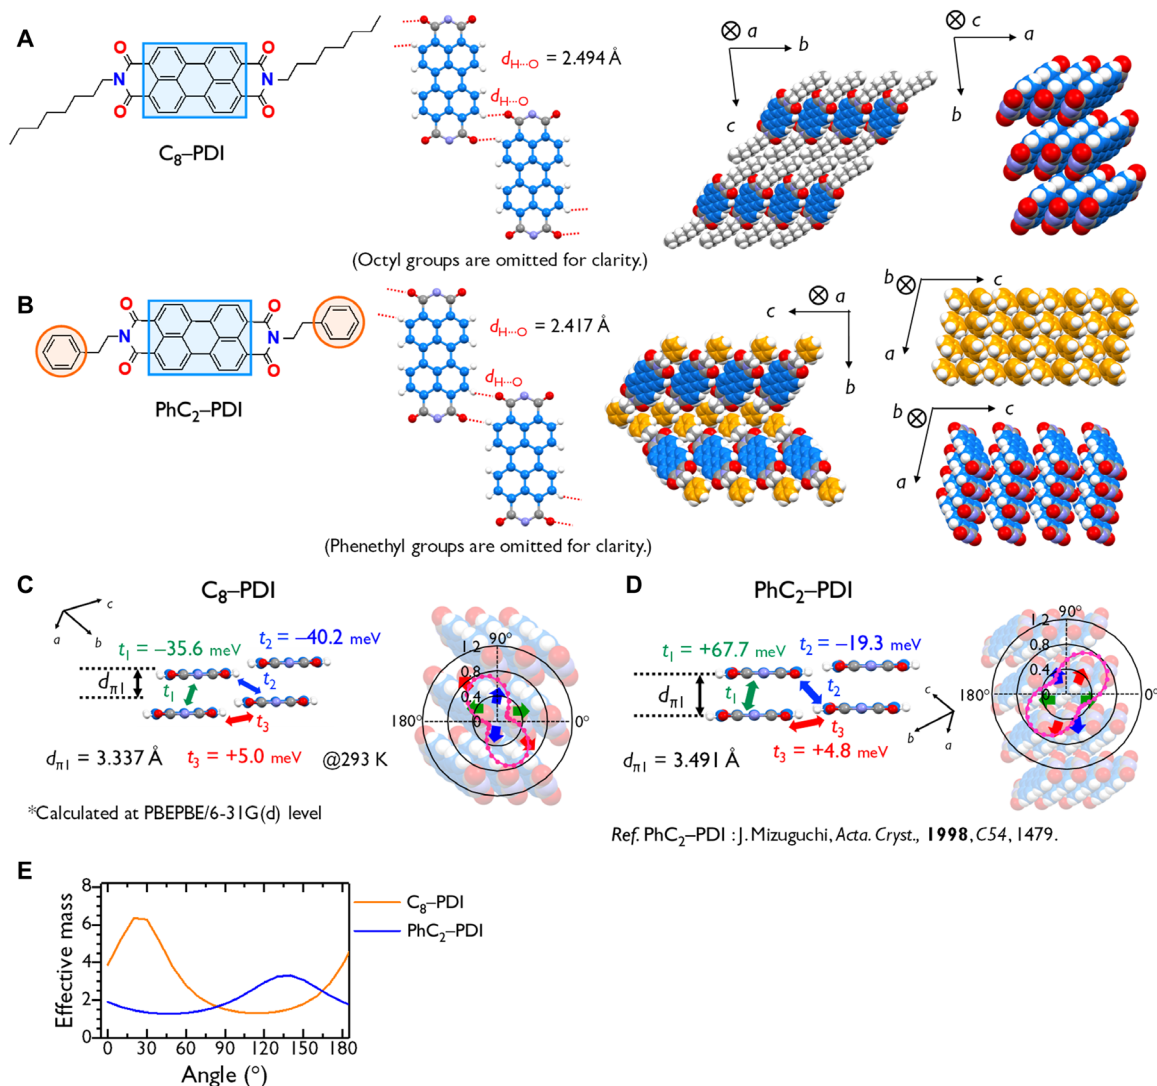 A
O
O
N
N
O
O
C8–PDI
dH···O = 2.494 Å
dH···O
(Octyl groups are omitted for clarity.)
a
b
c
c
a
b
B
O
O
N
N
O
O
PhC2–PDI
dH···O = 2.417 Å
dH···O
(Phenethyl groups are omitted for clarity.)
a
c
b
b
c
a
b
c
a
C
C8–PDI
c
a
b
t1 = −35.6 meV
t2 = −40.2 meV
dπ1
t1
t2
t3
dπ1 = 3.337 Å
t3 = +5.0 meV
@293 K
*Calculated at PBEPBE/6-31G(d) level
90°
1.2
0.8
0.4
0
180°
0°
D
PhC2–PDI
t1 = +67.7 meV
t2 = −19.3 meV
dπ1
t1
t2
t3
dπ1 = 3.491 Å
t3 = +4.8 meV
c
b
a
90°
1.2
0.8
0.4
0
180°
0°
Ref. PhC2–PDI : J. Mizuguchi, Acta. Cryst., 1998, C54, 1479.
E
Effective mass
8
6
4
2
0
0 30 60 90 120 150 180
Angle (°)
C8–PDI
PhC2–PDI